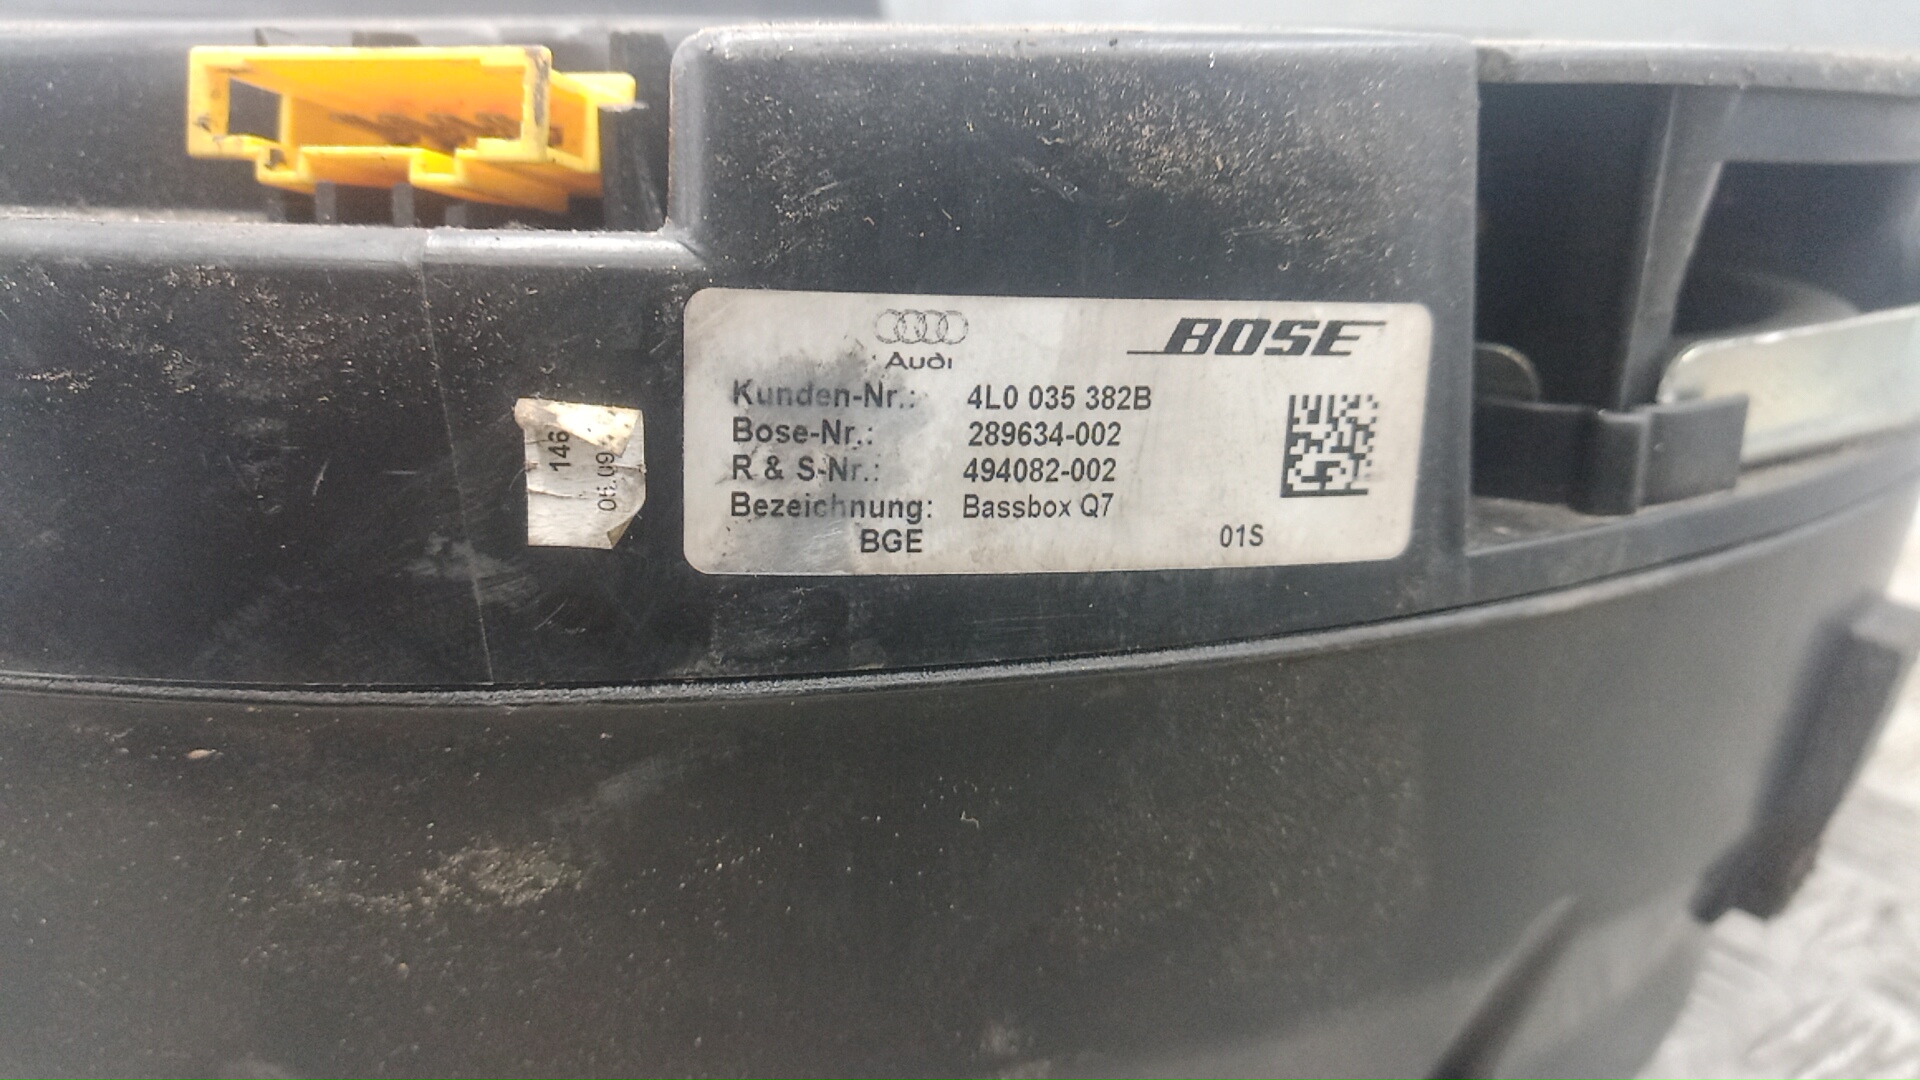 Audi
BOSE
Kunden-Nr.: 4L0 035 382B
Bose-Nr.: 289634-002
R & S-Nr.: 494082-002
Bezeichnung: Bassbox Q7
BGE 01S
146
05.09